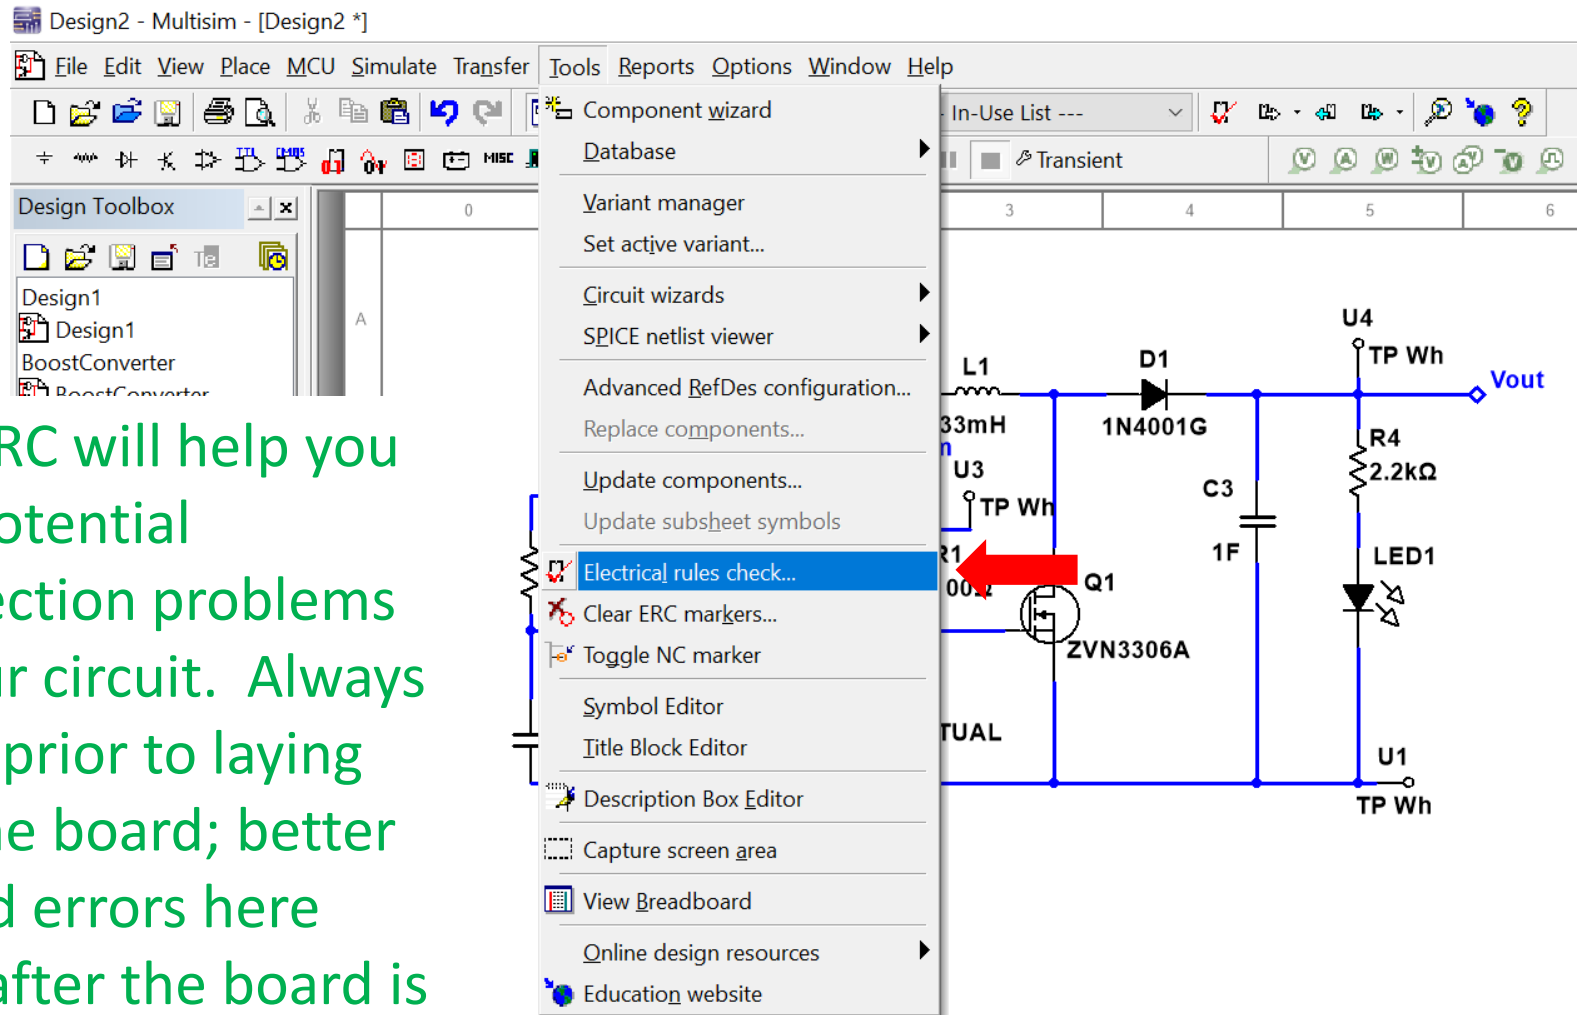 Design2 - Multisim - [Design2 *]
File Edit View Place MCU Simulate Transfer Tools Reports Options Window Help
In-Use List ---
MISC
Transient
Design Toolbox
0 3 4 5 6
A
Design1
Design1
BoostConverter
BoostConverter
Component wizard
Database
Variant manager
Set active variant...
Circuit wizards
SPICE netlist viewer
Advanced RefDes configuration...
Replace components...
Update components...
Update subsheet symbols
Electrical rules check...
Clear ERC markers...
Toggle NC marker
Symbol Editor
Title Block Editor
Description Box Editor
Capture screen area
View Breadboard
Online design resources
Education website
RC will help you
otential
ection problems
ur circuit. Always
prior to laying
ne board; better
d errors here
after the board is
U4
TP Wh
L1
D1
Vout
33mH
1N4001G
R4
2.2kΩ
U3
TP Wh
C3
1F
LED1
R1
00Ω
Q1
ZVN3306A
TUAL
U1
TP Wh